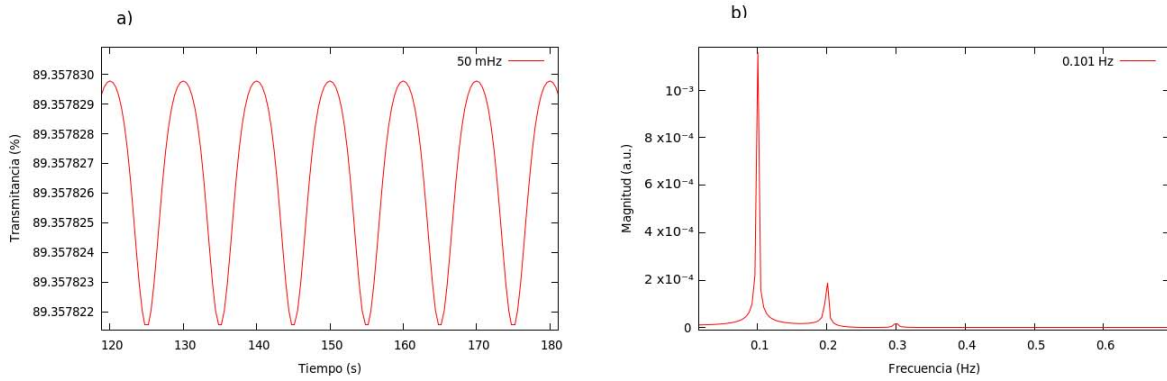 a)
89.357830
89.357829
89.357828
89.357827
89.357826
89.357825
89.357824
89.357823
89.357822
Transmitancia (%)
50 mHz
120 130 140 150 160 170 180
Tiempo (s)
b)
10⁻³
8 x10⁻⁴
6 x10⁻⁴
4 x10⁻⁴
2 x10⁻⁴
0
Magnitud (a.u.)
0.101 Hz
0.1 0.2 0.3 0.4 0.5 0.6
Frecuencia (Hz)